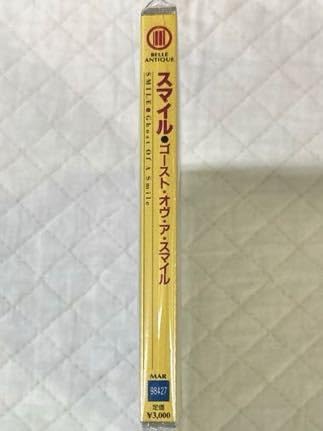 BELLE
ANTIQUE
スマイル●ゴースト・オヴ・ア・スマイル
SMILE●Ghost Of A Smile
MAR
98427
定価
¥3,000